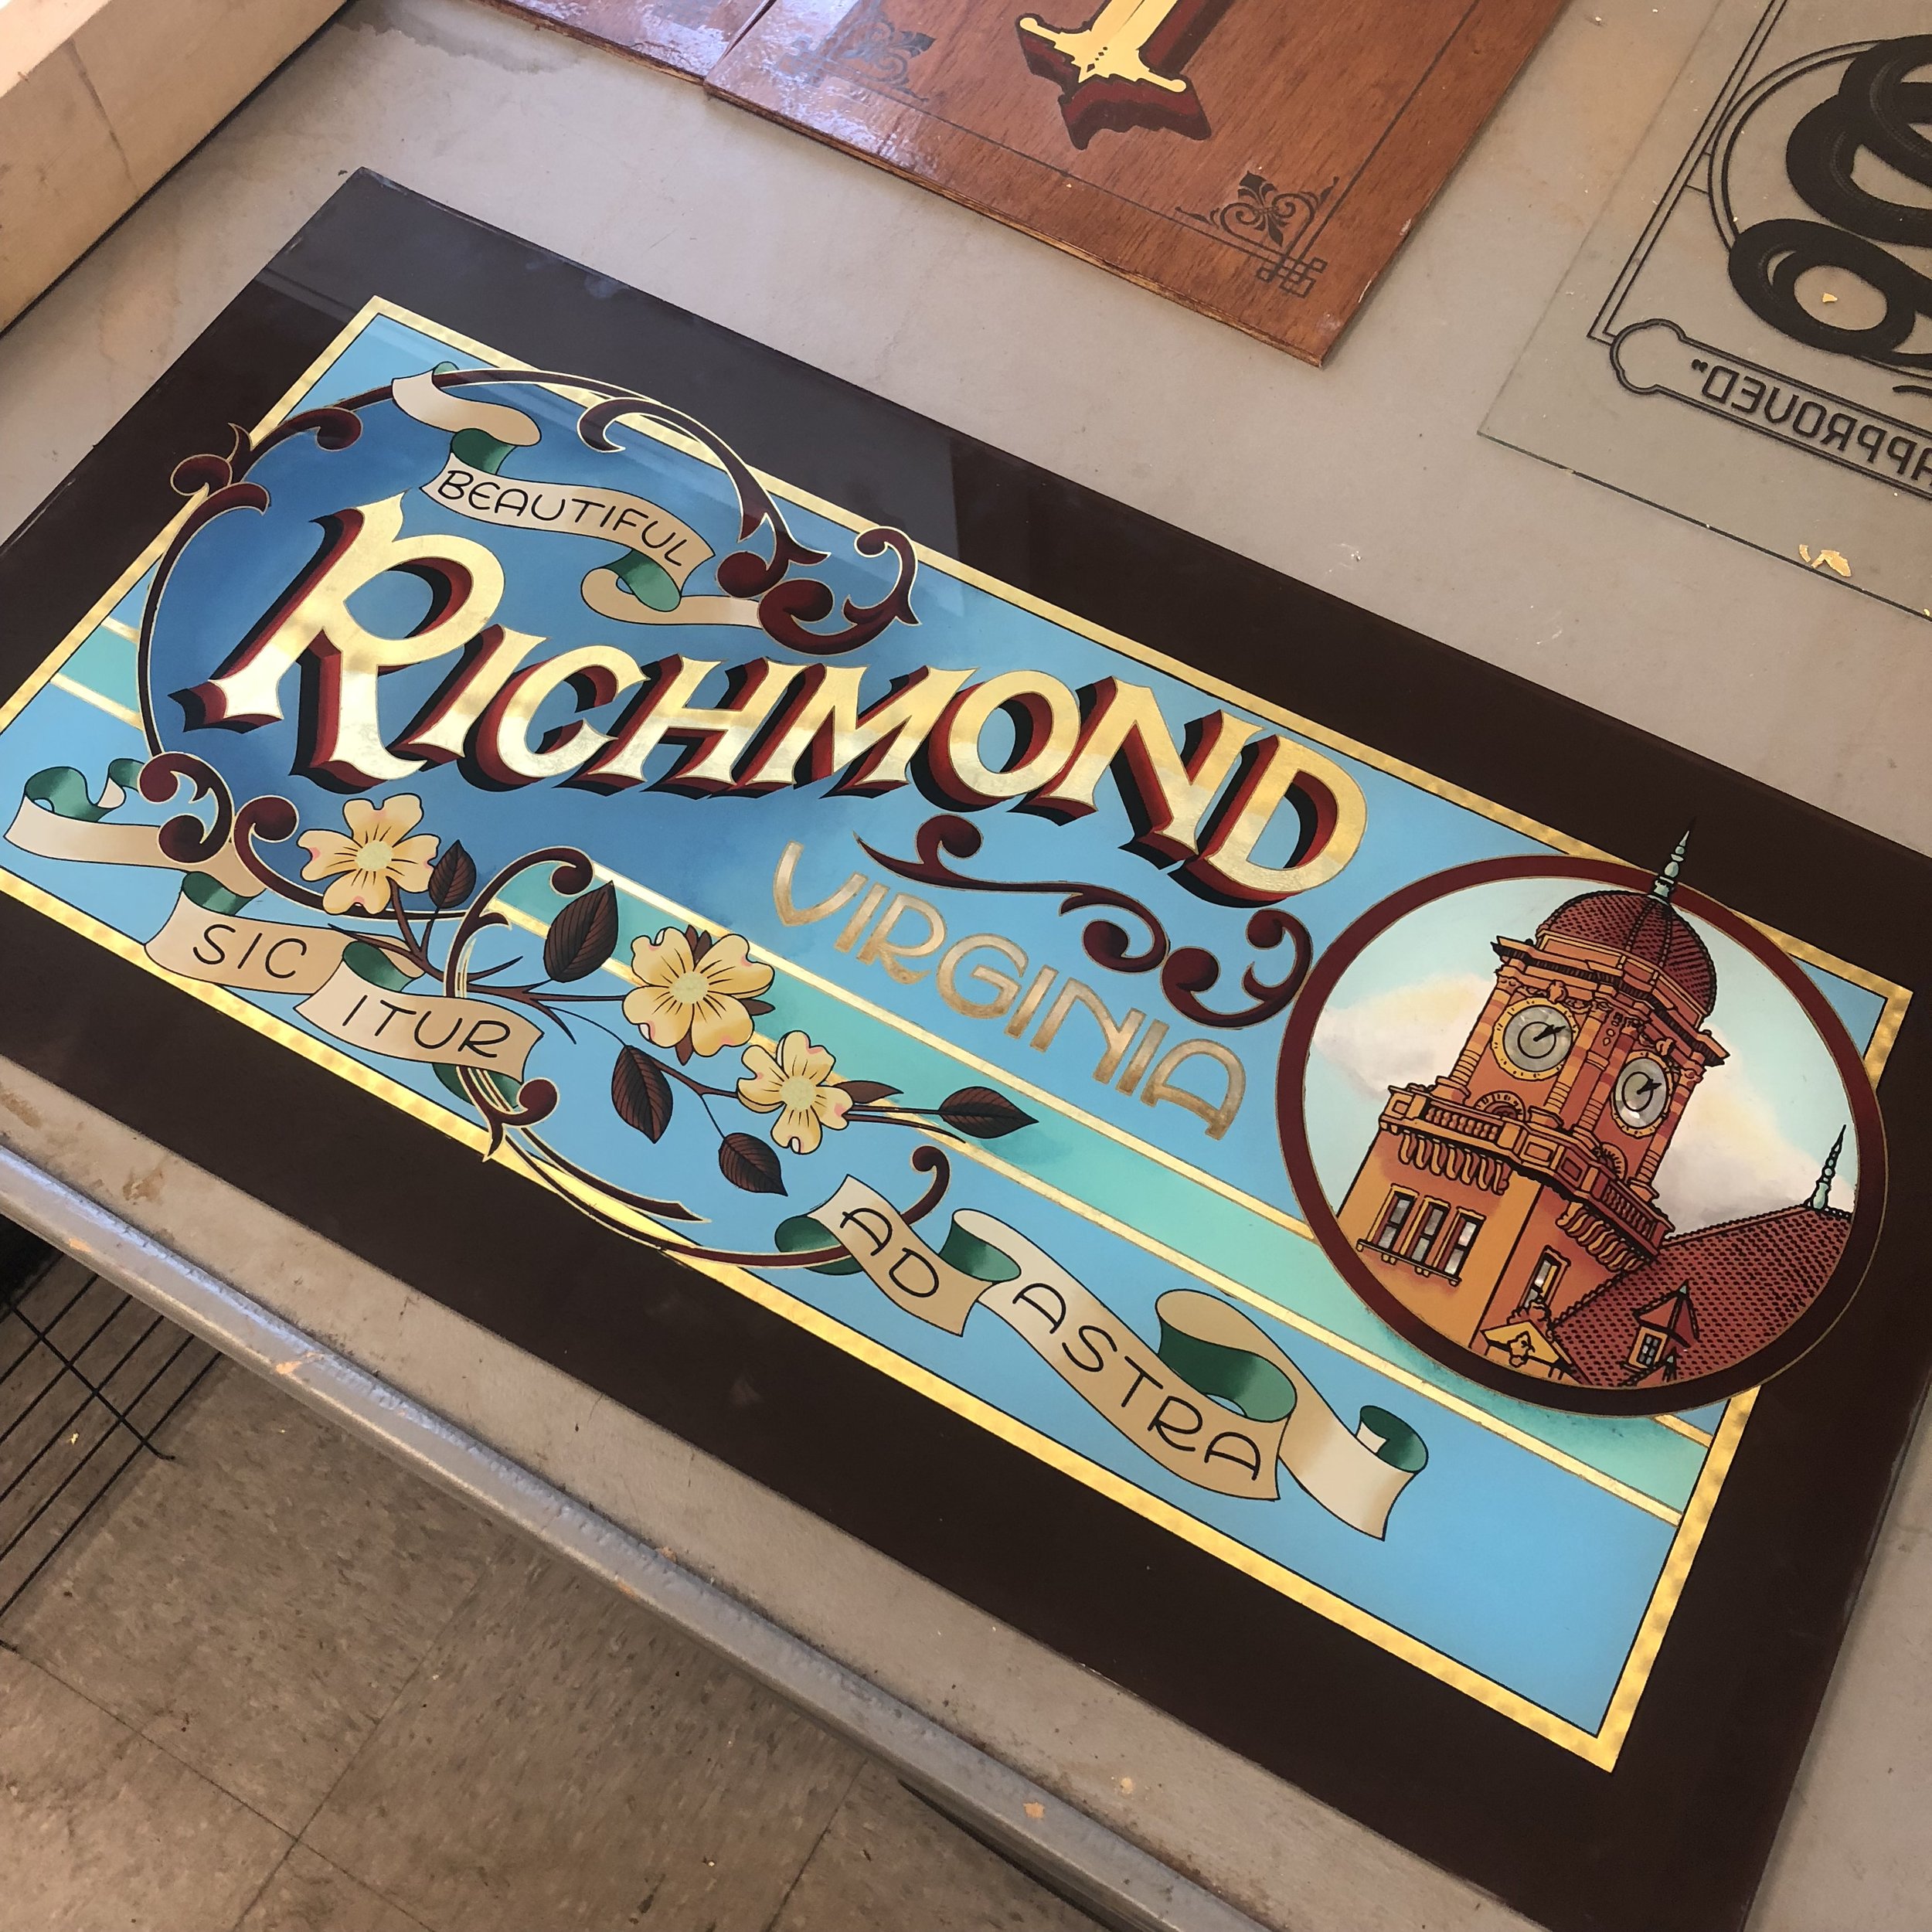 BEAUTIFUL
RICHMOND
VIRGINIA
SIC ITUR
AD ASTRA
APPROVED"